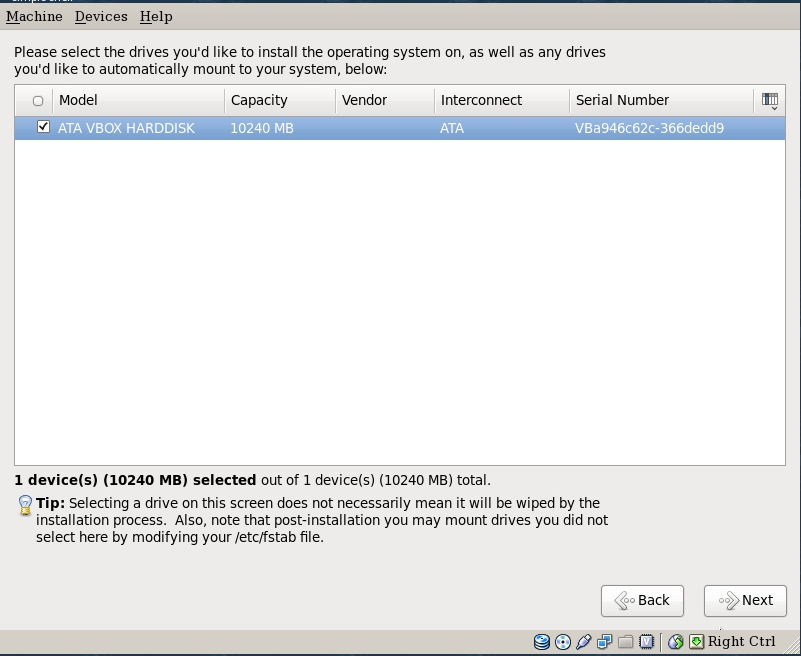 Machine Devices Help
Please select the drives you'd like to install the operating system on, as well as any drives
you'd like to automatically mount to your system, below:
Model Capacity Vendor Interconnect Serial Number
ATA VBOX HARDDISK 10240 MB ATA VBa946c62c-366dedd9
1 device(s) (10240 MB) selected out of 1 device(s) (10240 MB) total.
Tip: Selecting a drive on this screen does not necessarily mean it will be wiped by the
installation process.  Also, note that post-installation you may mount drives you did not
select here by modifying your /etc/fstab file.
Back Next
Right Ctrl